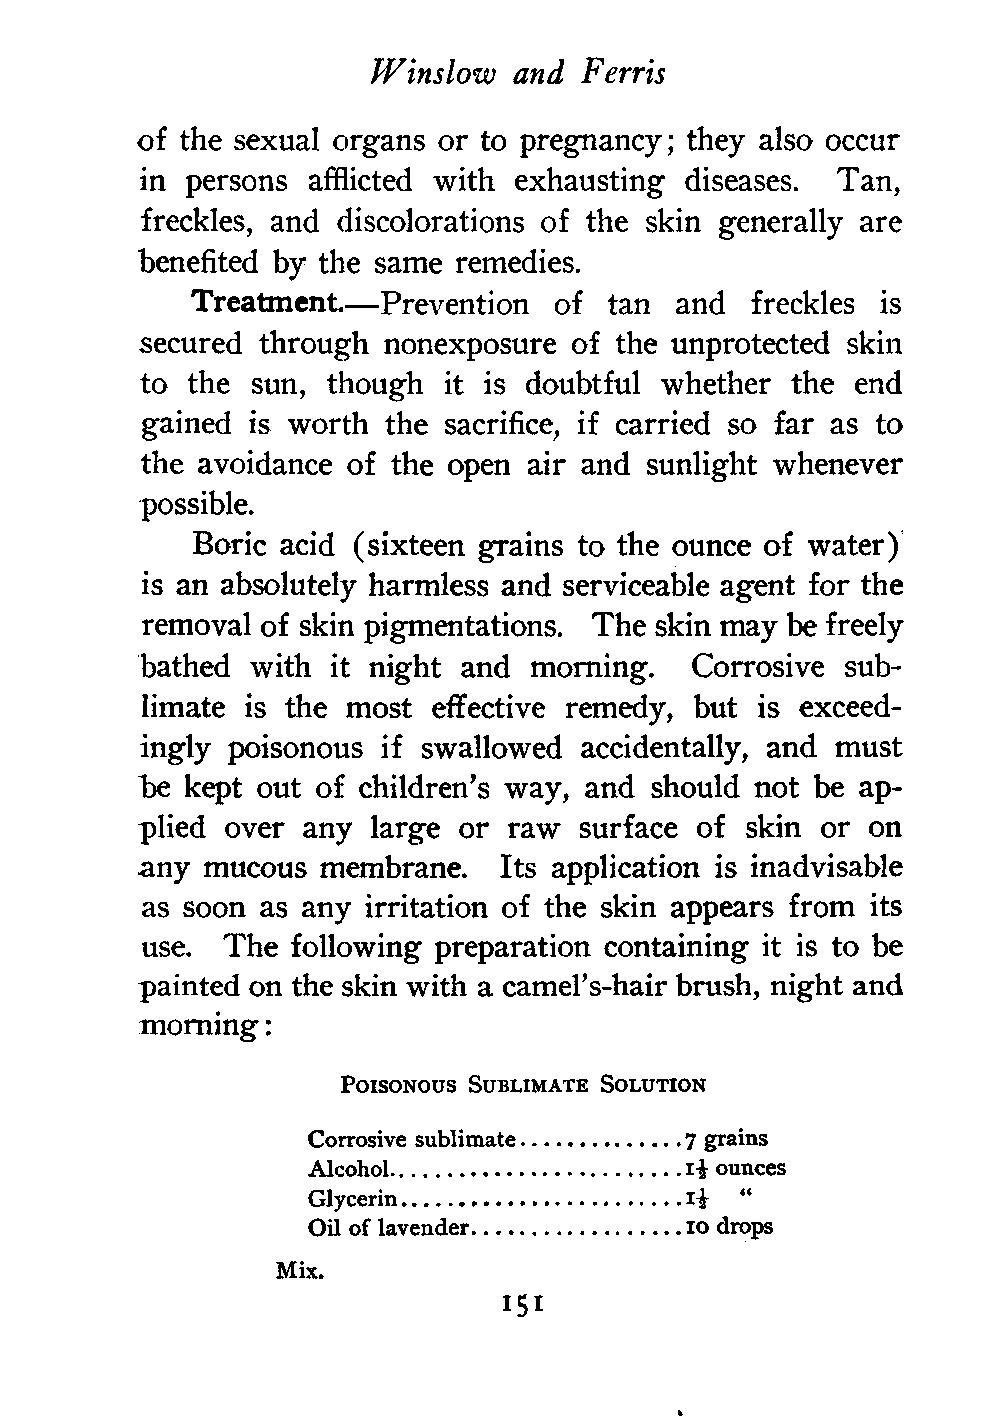 Winslow and Ferris
of the sexual organs or to pregnancy; they also occur
in persons afflicted with exhausting diseases. Tan,
freckles, and discolorations of the skin generally are
benefited by the same remedies.
Treatment.—Prevention of tan and freckles is
secured through nonexposure of the unprotected skin
to the sun, though it is doubtful whether the end
gained is worth the sacrifice, if carried so far as to
the avoidance of the open air and sunlight whenever
possible.
Boric acid (sixteen grains to the ounce of water)
is an absolutely harmless and serviceable agent for the
removal of skin pigmentations. The skin may be freely
bathed with it night and morning. Corrosive sub-
limate is the most effective remedy, but is exceed-
ingly poisonous if swallowed accidentally, and must
be kept out of children's way, and should not be ap-
plied over any large or raw surface of skin or on
any mucous membrane. Its application is inadvisable
as soon as any irritation of the skin appears from its
use. The following preparation containing it is to be
painted on the skin with a camel's-hair brush, night and
morning:
Poisonous Sublimate Solution
Corrosive sublimate..............7 grains
Alcohol.........................1½ ounces
Glycerin........................1½ "
Oil of lavender..................10 drops
Mix.
151